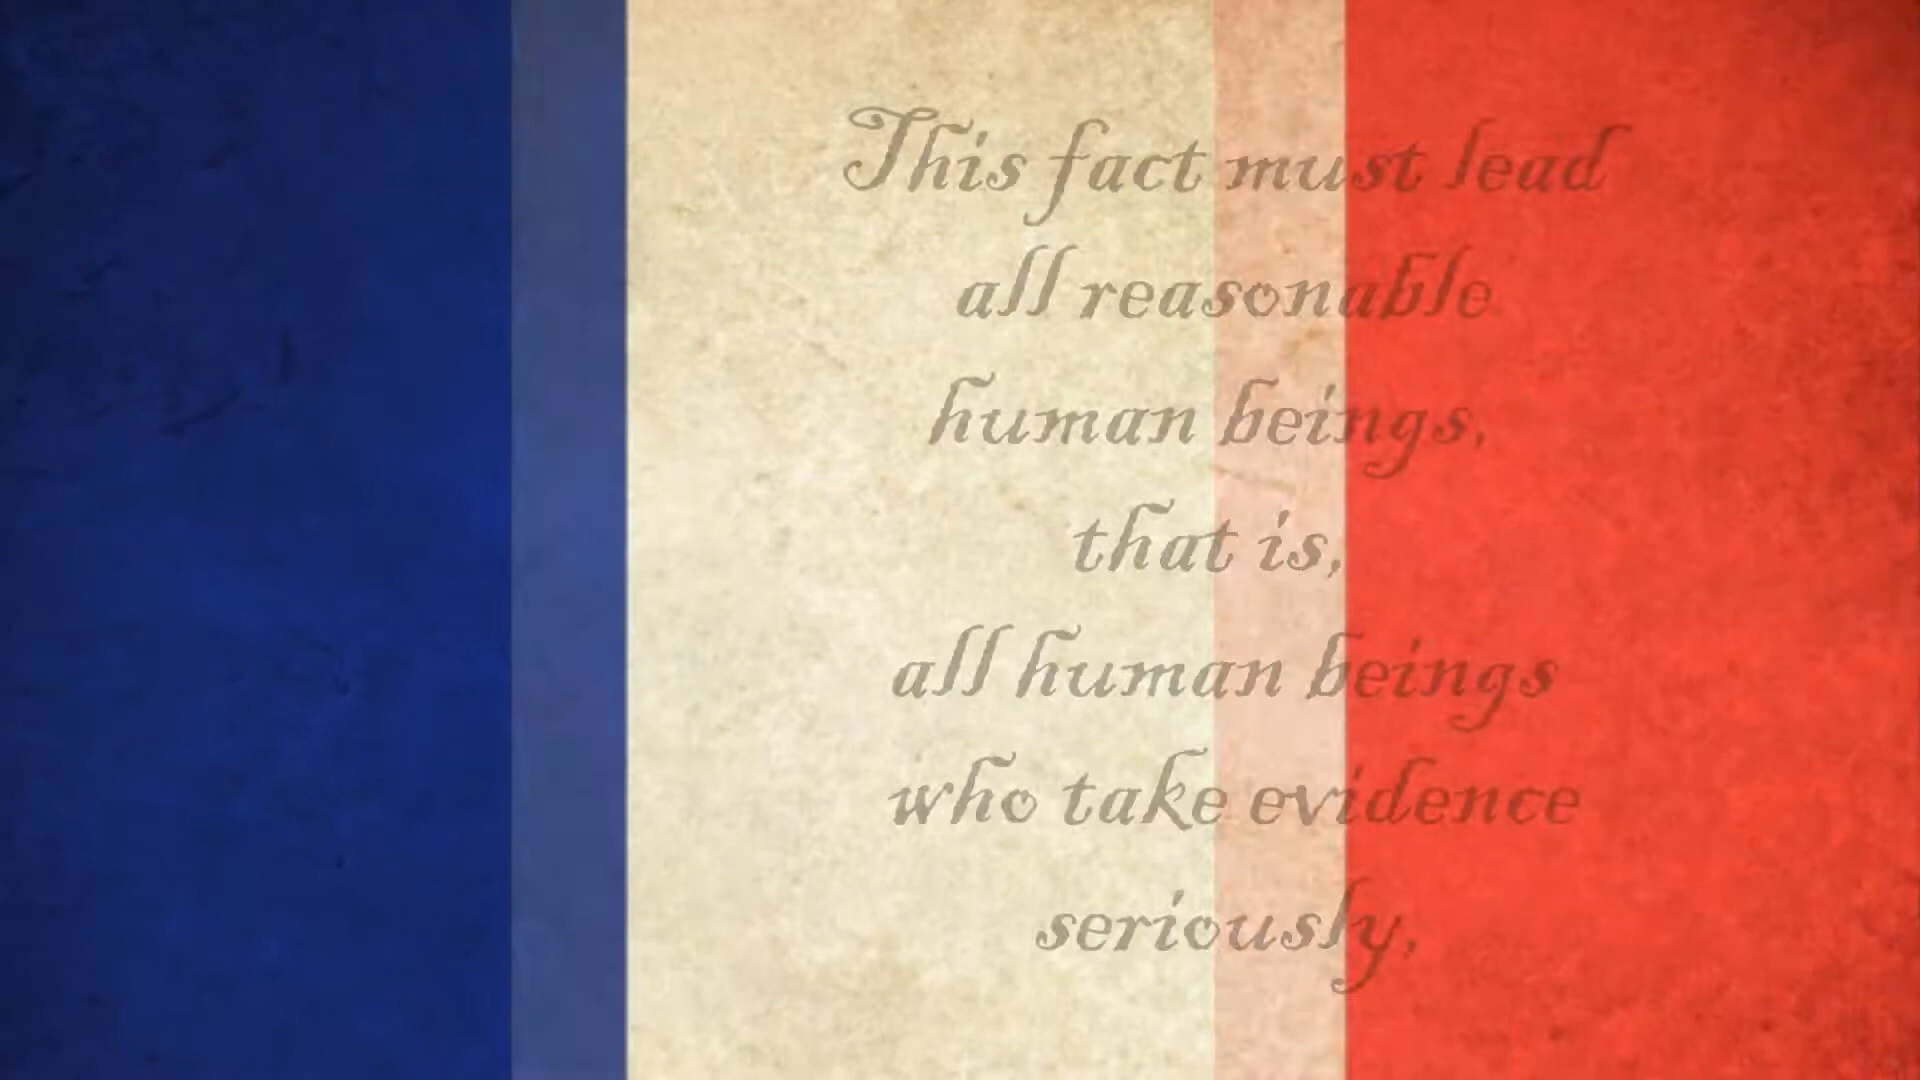 This fact must lead
all reasonable
human beings,
that is,
all human beings
who take evidence
seriously,